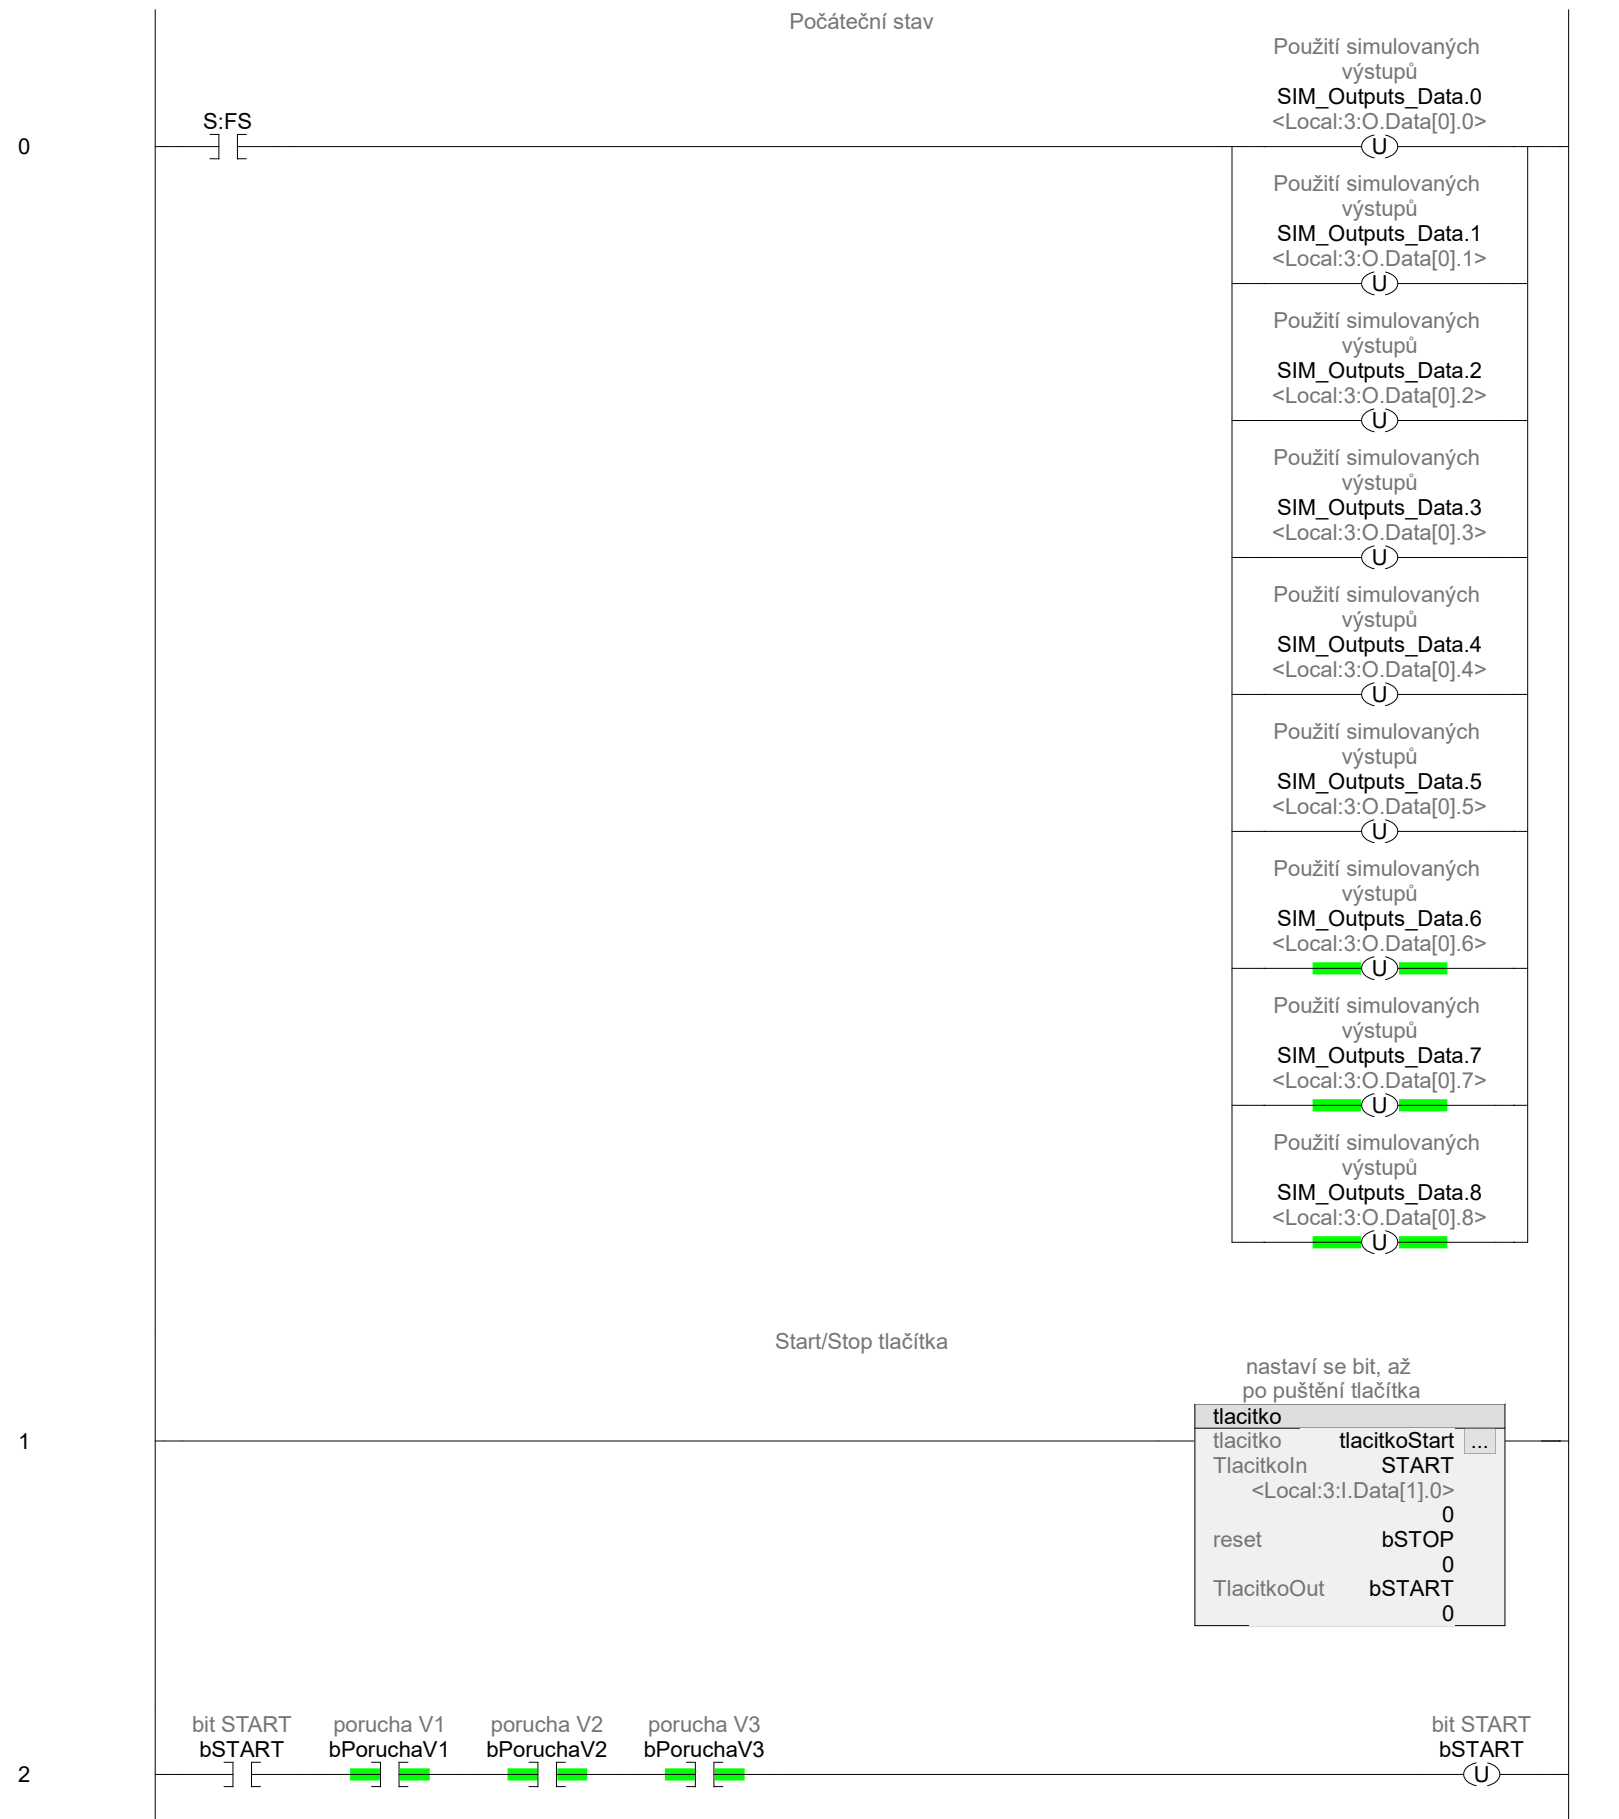 Počáteční stav
Použití simulovaných
výstupů
SIM_Outputs_Data.0
<Local:3:O.Data[0].0>
S:FS
0
U
Použití simulovaných
výstupů
SIM_Outputs_Data.1
<Local:3:O.Data[0].1>
U
Použití simulovaných
výstupů
SIM_Outputs_Data.2
<Local:3:O.Data[0].2>
U
Použití simulovaných
výstupů
SIM_Outputs_Data.3
<Local:3:O.Data[0].3>
U
Použití simulovaných
výstupů
SIM_Outputs_Data.4
<Local:3:O.Data[0].4>
U
Použití simulovaných
výstupů
SIM_Outputs_Data.5
<Local:3:O.Data[0].5>
U
Použití simulovaných
výstupů
SIM_Outputs_Data.6
<Local:3:O.Data[0].6>
U
Použití simulovaných
výstupů
SIM_Outputs_Data.7
<Local:3:O.Data[0].7>
U
Použití simulovaných
výstupů
SIM_Outputs_Data.8
<Local:3:O.Data[0].8>
U
Start/Stop tlačítka
nastaví se bit, až
po puštění tlačítka
tlacitko
1
tlacitko tlacitkoStart ...
TlacitkoIn START
<Local:3:I.Data[1].0>
0
reset bSTOP
0
TlacitkoOut bSTART
0
bit START porucha V1 porucha V2 porucha V3 bit START
bSTART bPoruchaV1 bPoruchaV2 bPoruchaV3 bSTART
2 U